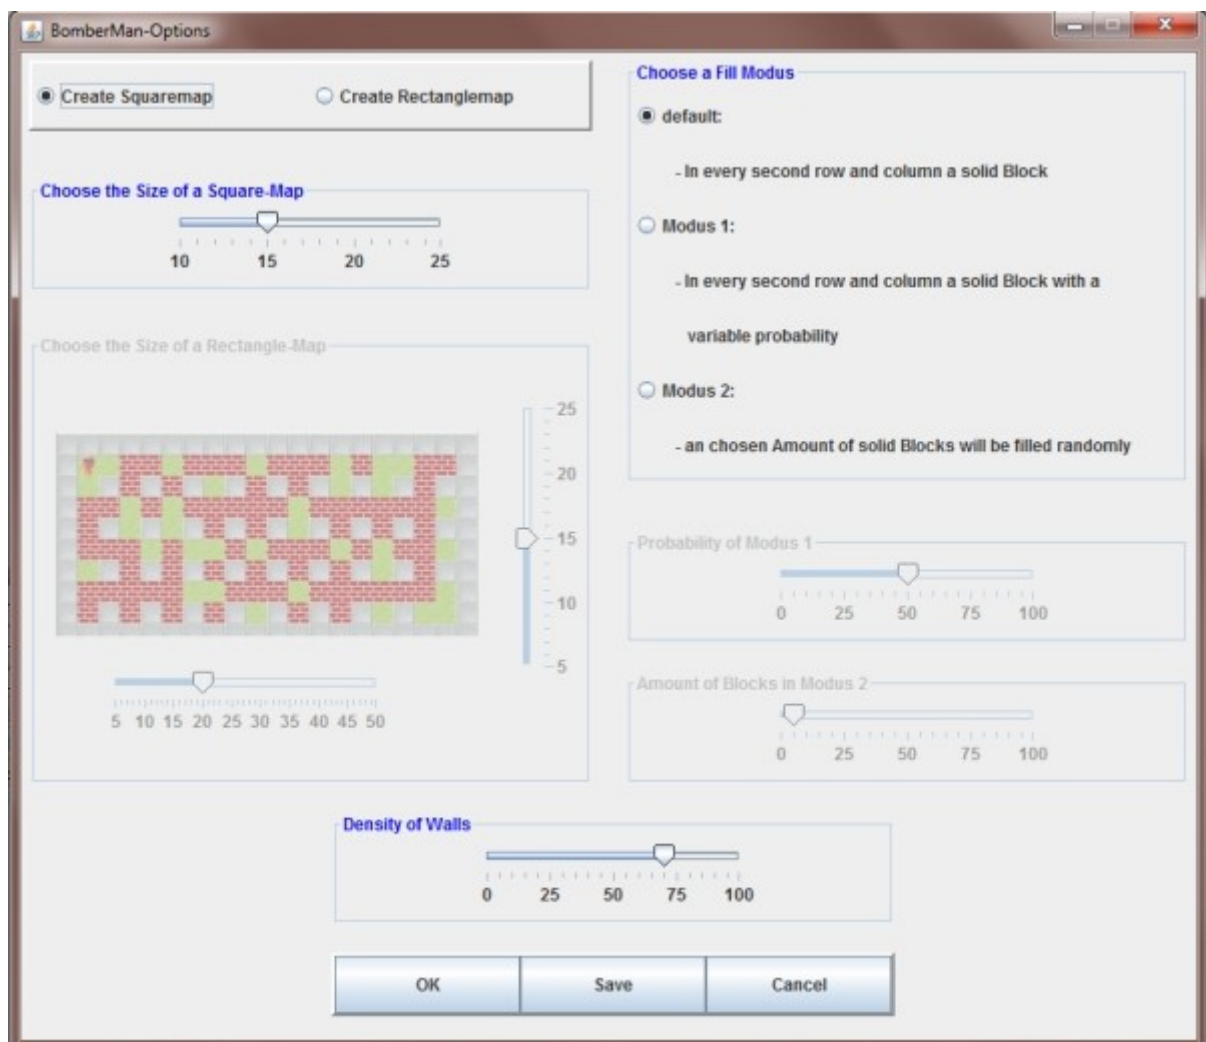 BomberMan-Options
Create Squaremap Create Rectanglemap
Choose the Size of a Square-Map
10 15 20 25
Choose the Size of a Rectangle-Map
25
20
15
10
5
5 10 15 20 25 30 35 40 45 50
Choose a Fill Modus
default:
- In every second row and column a solid Block
Modus 1:
- In every second row and column a solid Block with a
variable probability
Modus 2:
- an chosen Amount of solid Blocks will be filled randomly
Probability of Modus 1
0 25 50 75 100
Amount of Blocks in Modus 2
0 25 50 75 100
Density of Walls
0 25 50 75 100
OK Save Cancel